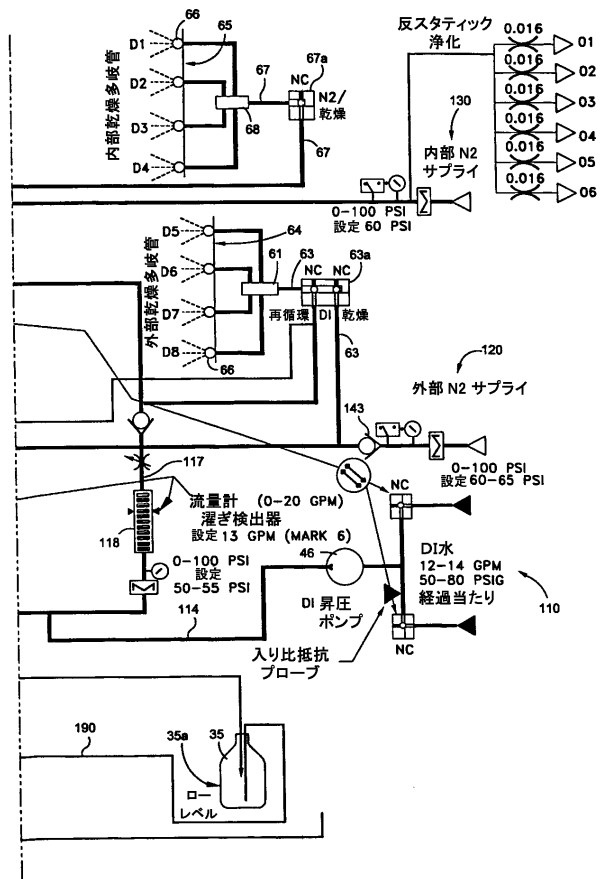 66
65
D1
D2
D3
D4
内部乾燥多岐管
67
67a
NC
N2/
乾燥
68
67
反スタティック
浄化
0.016
01
0.016
02
0.016
03
0.016
04
0.016
05
0.016
06
130
内部 N2
サプライ
0-100 PSI
設定 60 PSI
64
D5
D6
D7
D8
外部乾燥多岐管
66
61
63
63a
NC
NC
再循環
DI
乾燥
63
120
外部 N2 サプライ
143
0-100 PSI
設定60-65 PSI
117
118
流量計 (0-20 GPM)
濯ぎ検出器
設定 13 GPM (MARK 6)
0-100 PSI
設定
50-55 PSI
46
NC
DI水
12-14 GPM
50-80 PSIG
経過当たり
110
114
DI 昇圧
ポンプ
入り比抵抗
プローブ
NC
190
35a
35
ロー
レベル